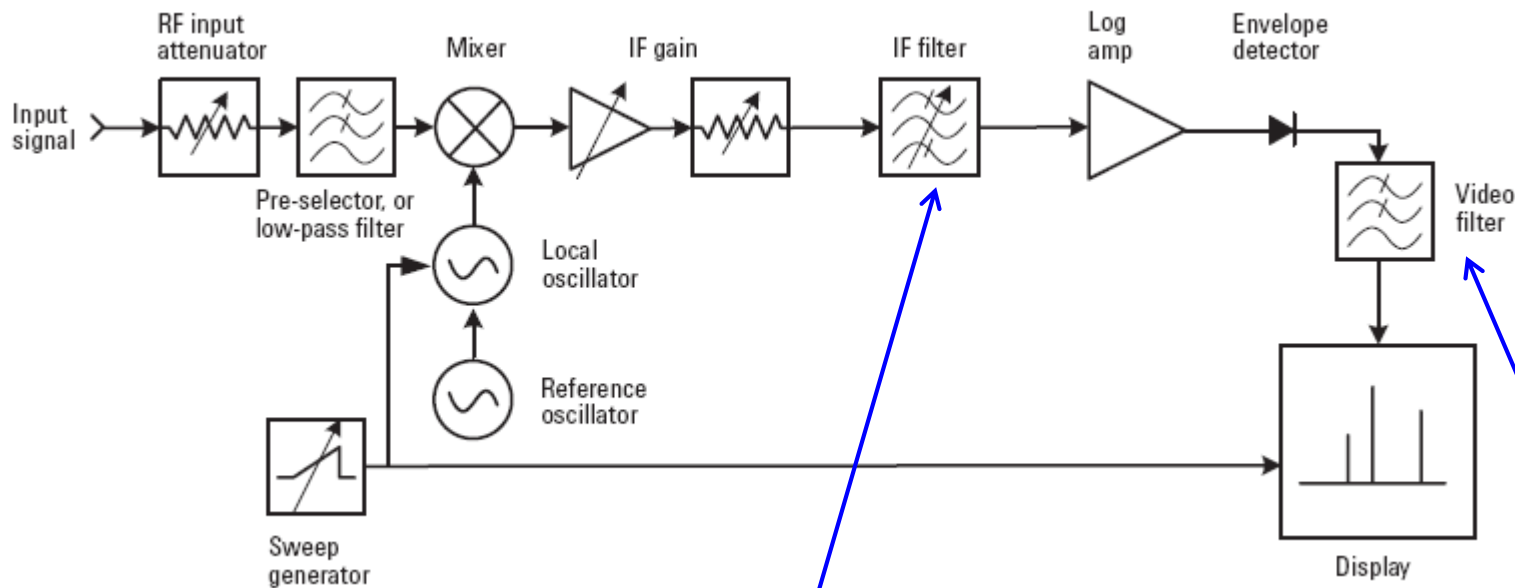 RF input
attenuator
Mixer
IF gain
IF filter
Log
amp
Envelope
detector
Input
signal
Pre-selector, or
low-pass filter
Video
filter
Local
oscillator
Reference
oscillator
Sweep
generator
Display